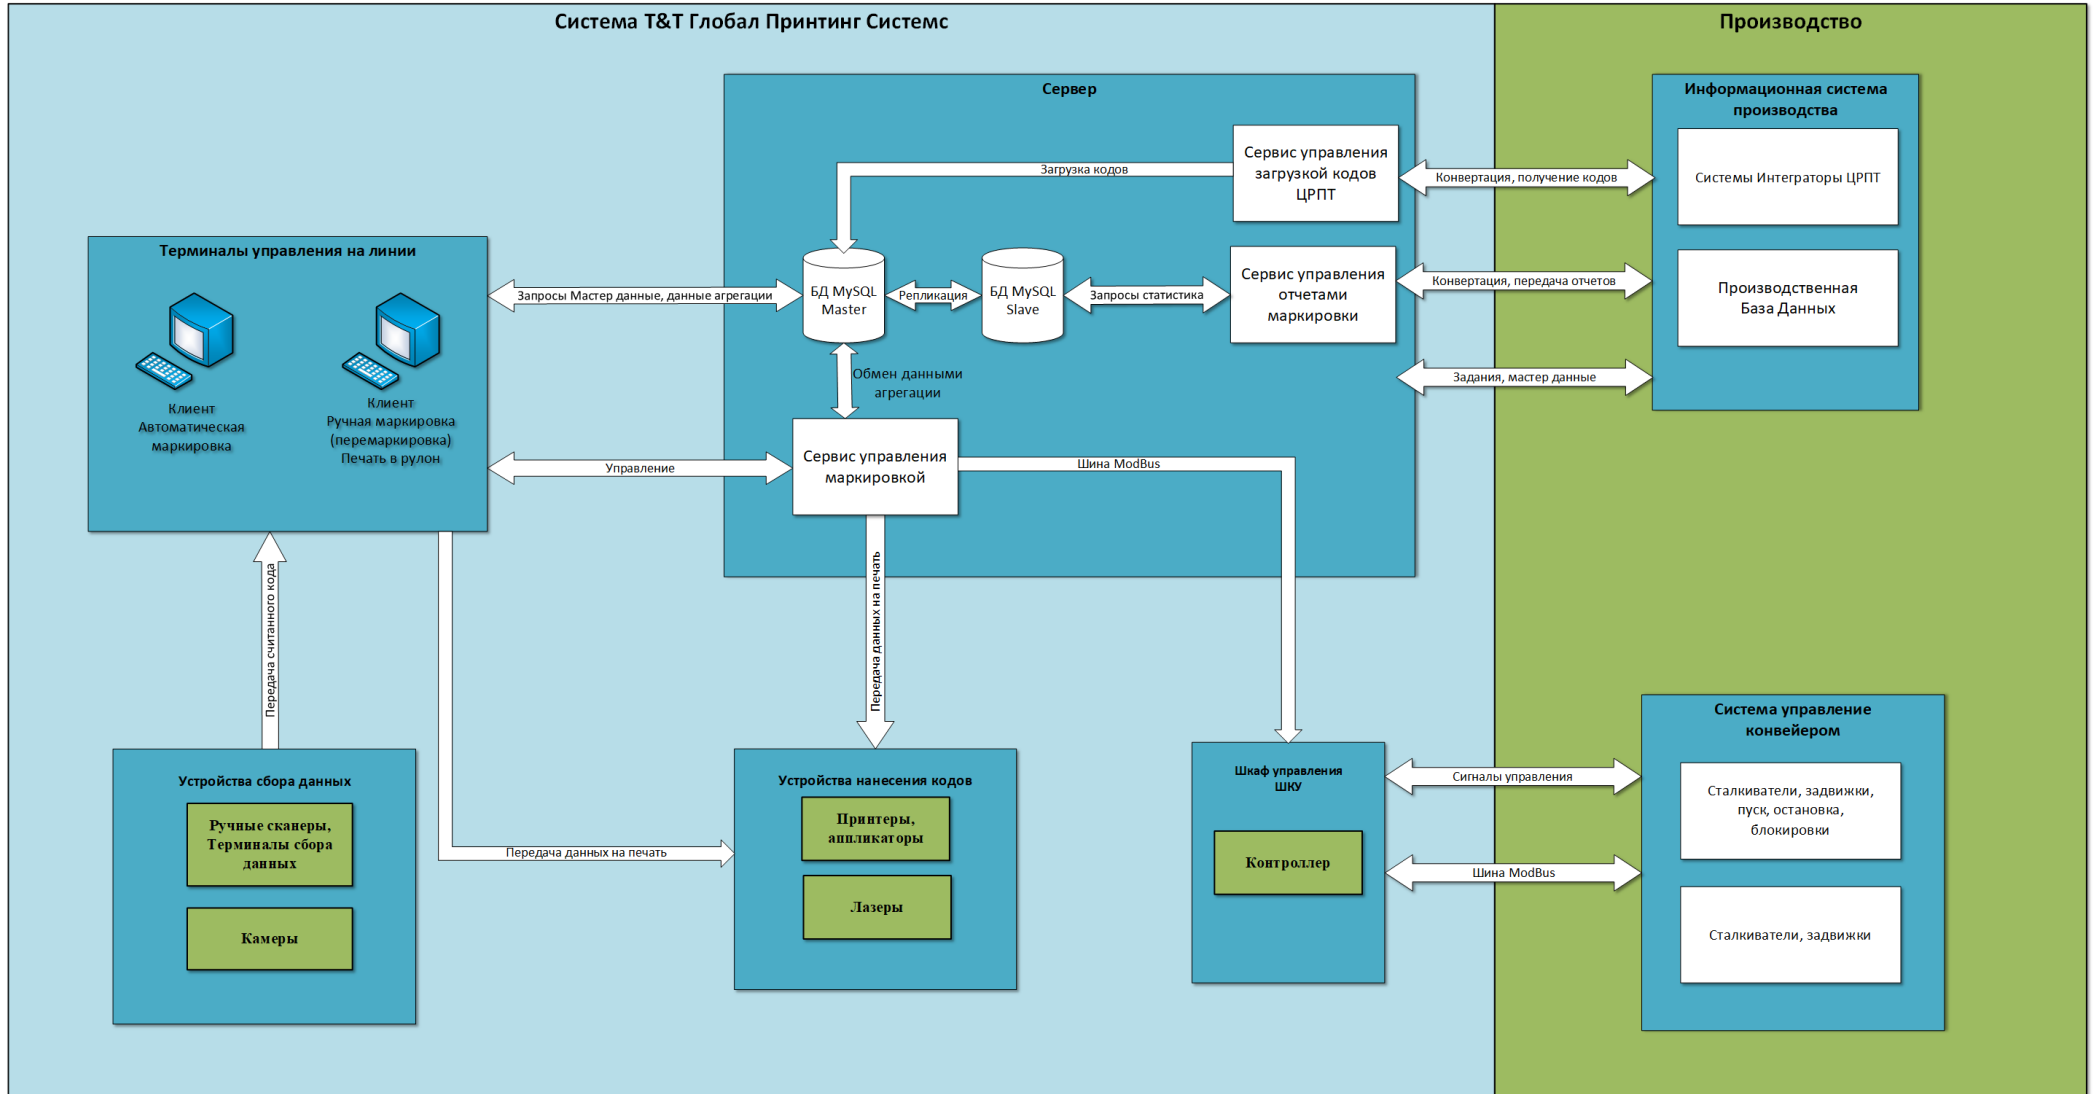 Система Т&Т Глобал Принтинг Системс
Производство
Сервер
Информационная система
производства
Сервис управления
загрузкой кодов
ЦРПТ
Загрузка кодов
Конвертация, получение кодов
Системы Интеграторы ЦРПТ
Терминалы управления на линии
Запросы Мастер данные, данные агрегации
БД MySQL
Master
Репликация
БД MySQL
Slave
Запросы статистика
Сервис управления
отчетами
маркировки
Конвертация, передача отчетов
Производственная
База Данных
Задания, мастер данные
Обмен данными
агрегации
Клиент
Автоматическая
маркировка
Клиент
Ручная маркировка
(перемаркировка)
Печать в рулон
Управление
Сервис управления
маркировкой
Шина ModBus
Передача считанного кода
Передача данных на печать
Устройства сбора данных
Ручные сканеры,
Терминалы сбора
данных
Камеры
Передача данных на печать
Устройства нанесения кодов
Принтеры,
аппликаторы
Лазеры
Шкаф управления
ШКУ
Контроллер
Сигналы управления
Шина ModBus
Система управление
конвейером
Сталкиватели, задвижки,
пуск, остановка,
блокировки
Сталкиватели, задвижки